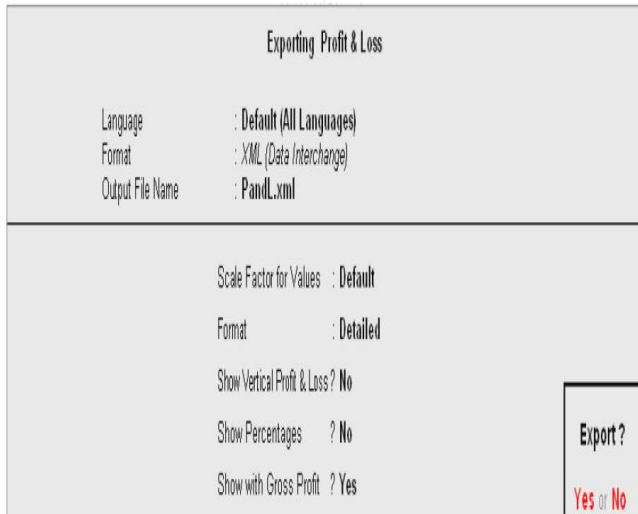 Exporting Profit & Loss
Language : Default (All Languages)
Format : XML (Data Interchange)
Output File Name : PandL.xml
Scale Factor for Values : Default
Format : Detailed
Show Vertical Profit & Loss ? No
Show Percentages ? No
Show with Gross Profit ? Yes
Export ?
Yes or No